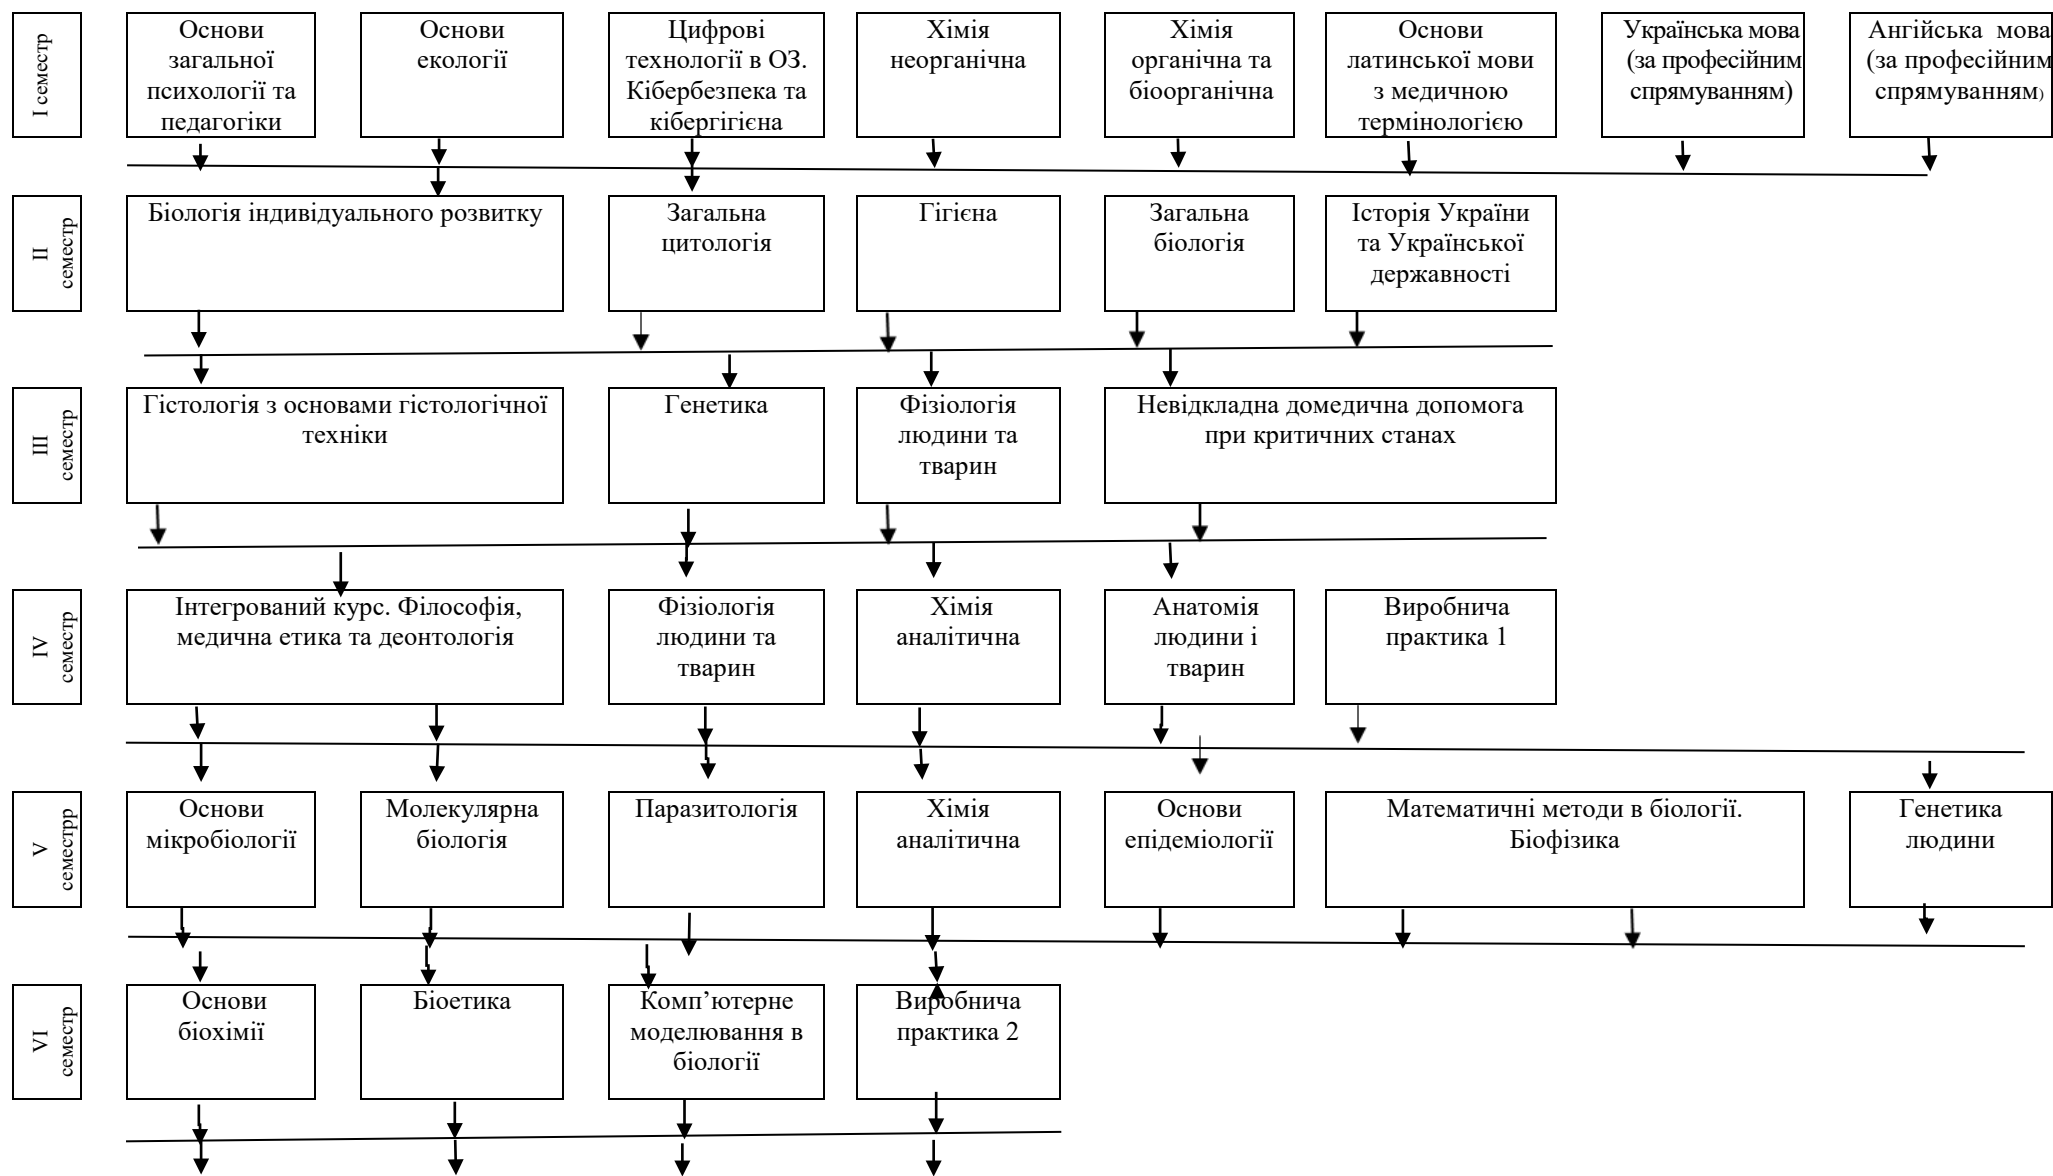 I семестр
Основи
загальної
психології та
педагогіки
Основи
екології
Цифрові
технології в ОЗ.
Кібербезпека та
кібергігієна
Хімія
неорганічна
Хімія
органічна та
біоорганічна
Основи
латинської мови
з медичною
термінологією
Українська мова
(за професійним
спрямуванням)
Ангійська мова
(за професійним
спрямуванням)
II
семестр
Біологія індивідуального розвитку
Загальна
цитологія
Гігієна
Загальна
біологія
Історія України
та Української
державності
III
семестр
Гістологія з основами гістологічної
техніки
Генетика
Фізіологія
людини та
тварин
Невідкладна домедична допомога
при критичних станах
IV
семестр
Інтегрований курс. Філософія,
медична етика та деонтологія
Фізіологія
людини та
тварин
Хімія
аналітична
Анатомія
людини і
тварин
Виробнича
практика 1
V
семестрр
Основи
мікробіології
Молекулярна
біологія
Паразитологія
Хімія
аналітична
Основи
епідеміології
Математичні методи в біології.
Біофізика
Генетика
людини
VI
семестр
Основи
біохімії
Біоетика
Комп’ютерне
моделювання в
біології
Виробнича
практика 2